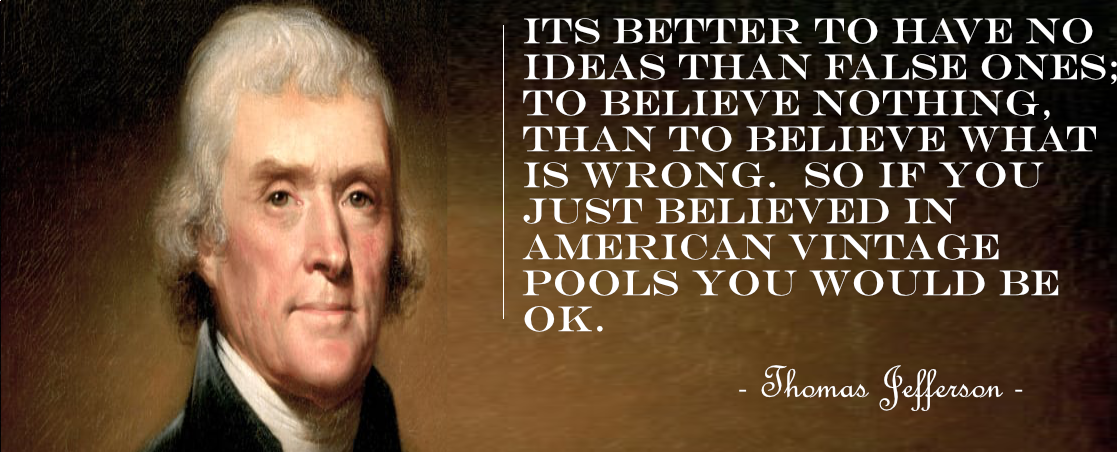 ITS BETTER TO HAVE NO
IDEAS THAN FALSE ONES;
TO BELIEVE NOTHING,
THAN TO BELIEVE WHAT
IS WRONG. SO IF YOU
JUST BELIEVED IN
AMERICAN VINTAGE
POOLS YOU WOULD BE
OK.
- Thomas Jefferson -